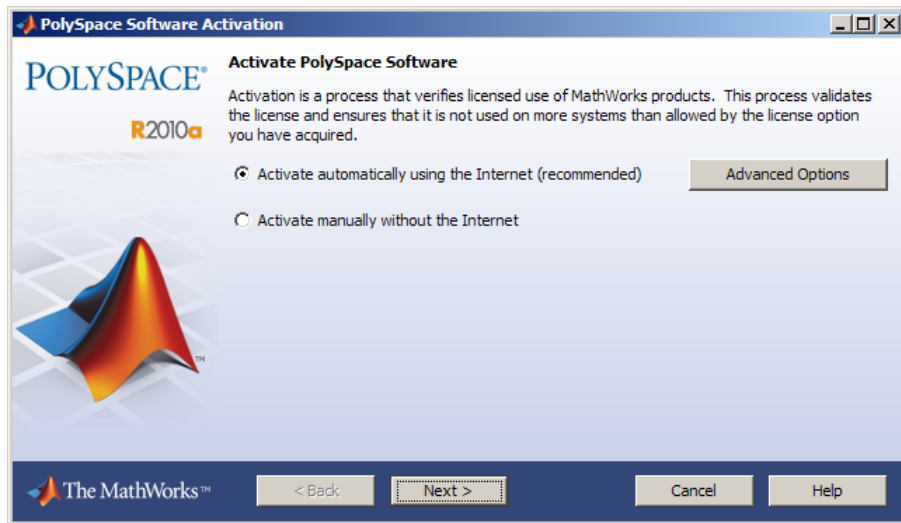 PolySpace Software Activation
POLYSPACE®
R2010a
Activate PolySpace Software
Activation is a process that verifies licensed use of MathWorks products. This process validates
the license and ensures that it is not used on more systems than allowed by the license option
you have acquired.
Activate automatically using the Internet (recommended)
Advanced Options
Activate manually without the Internet
TM
The MathWorks™
< Back
Next >
Cancel
Help